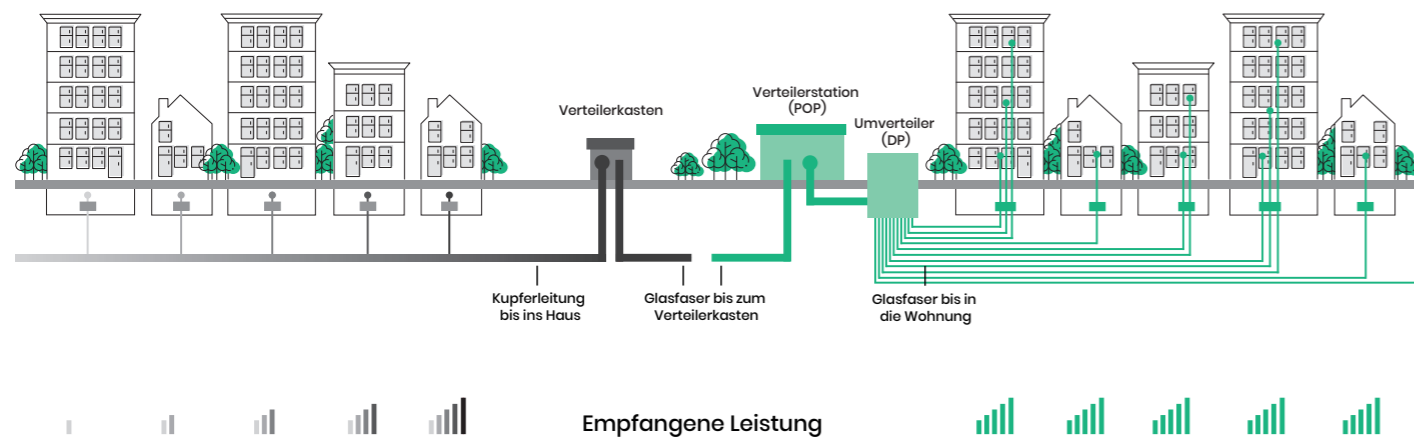 Verteilerkasten
Verteilerstation
(POP)
Umverteiler
(DP)
Kupferleitung
bis ins Haus
Glasfaser bis zum
Verteilerkasten
Glasfaser bis in
die Wohnung
Empfangene Leistung